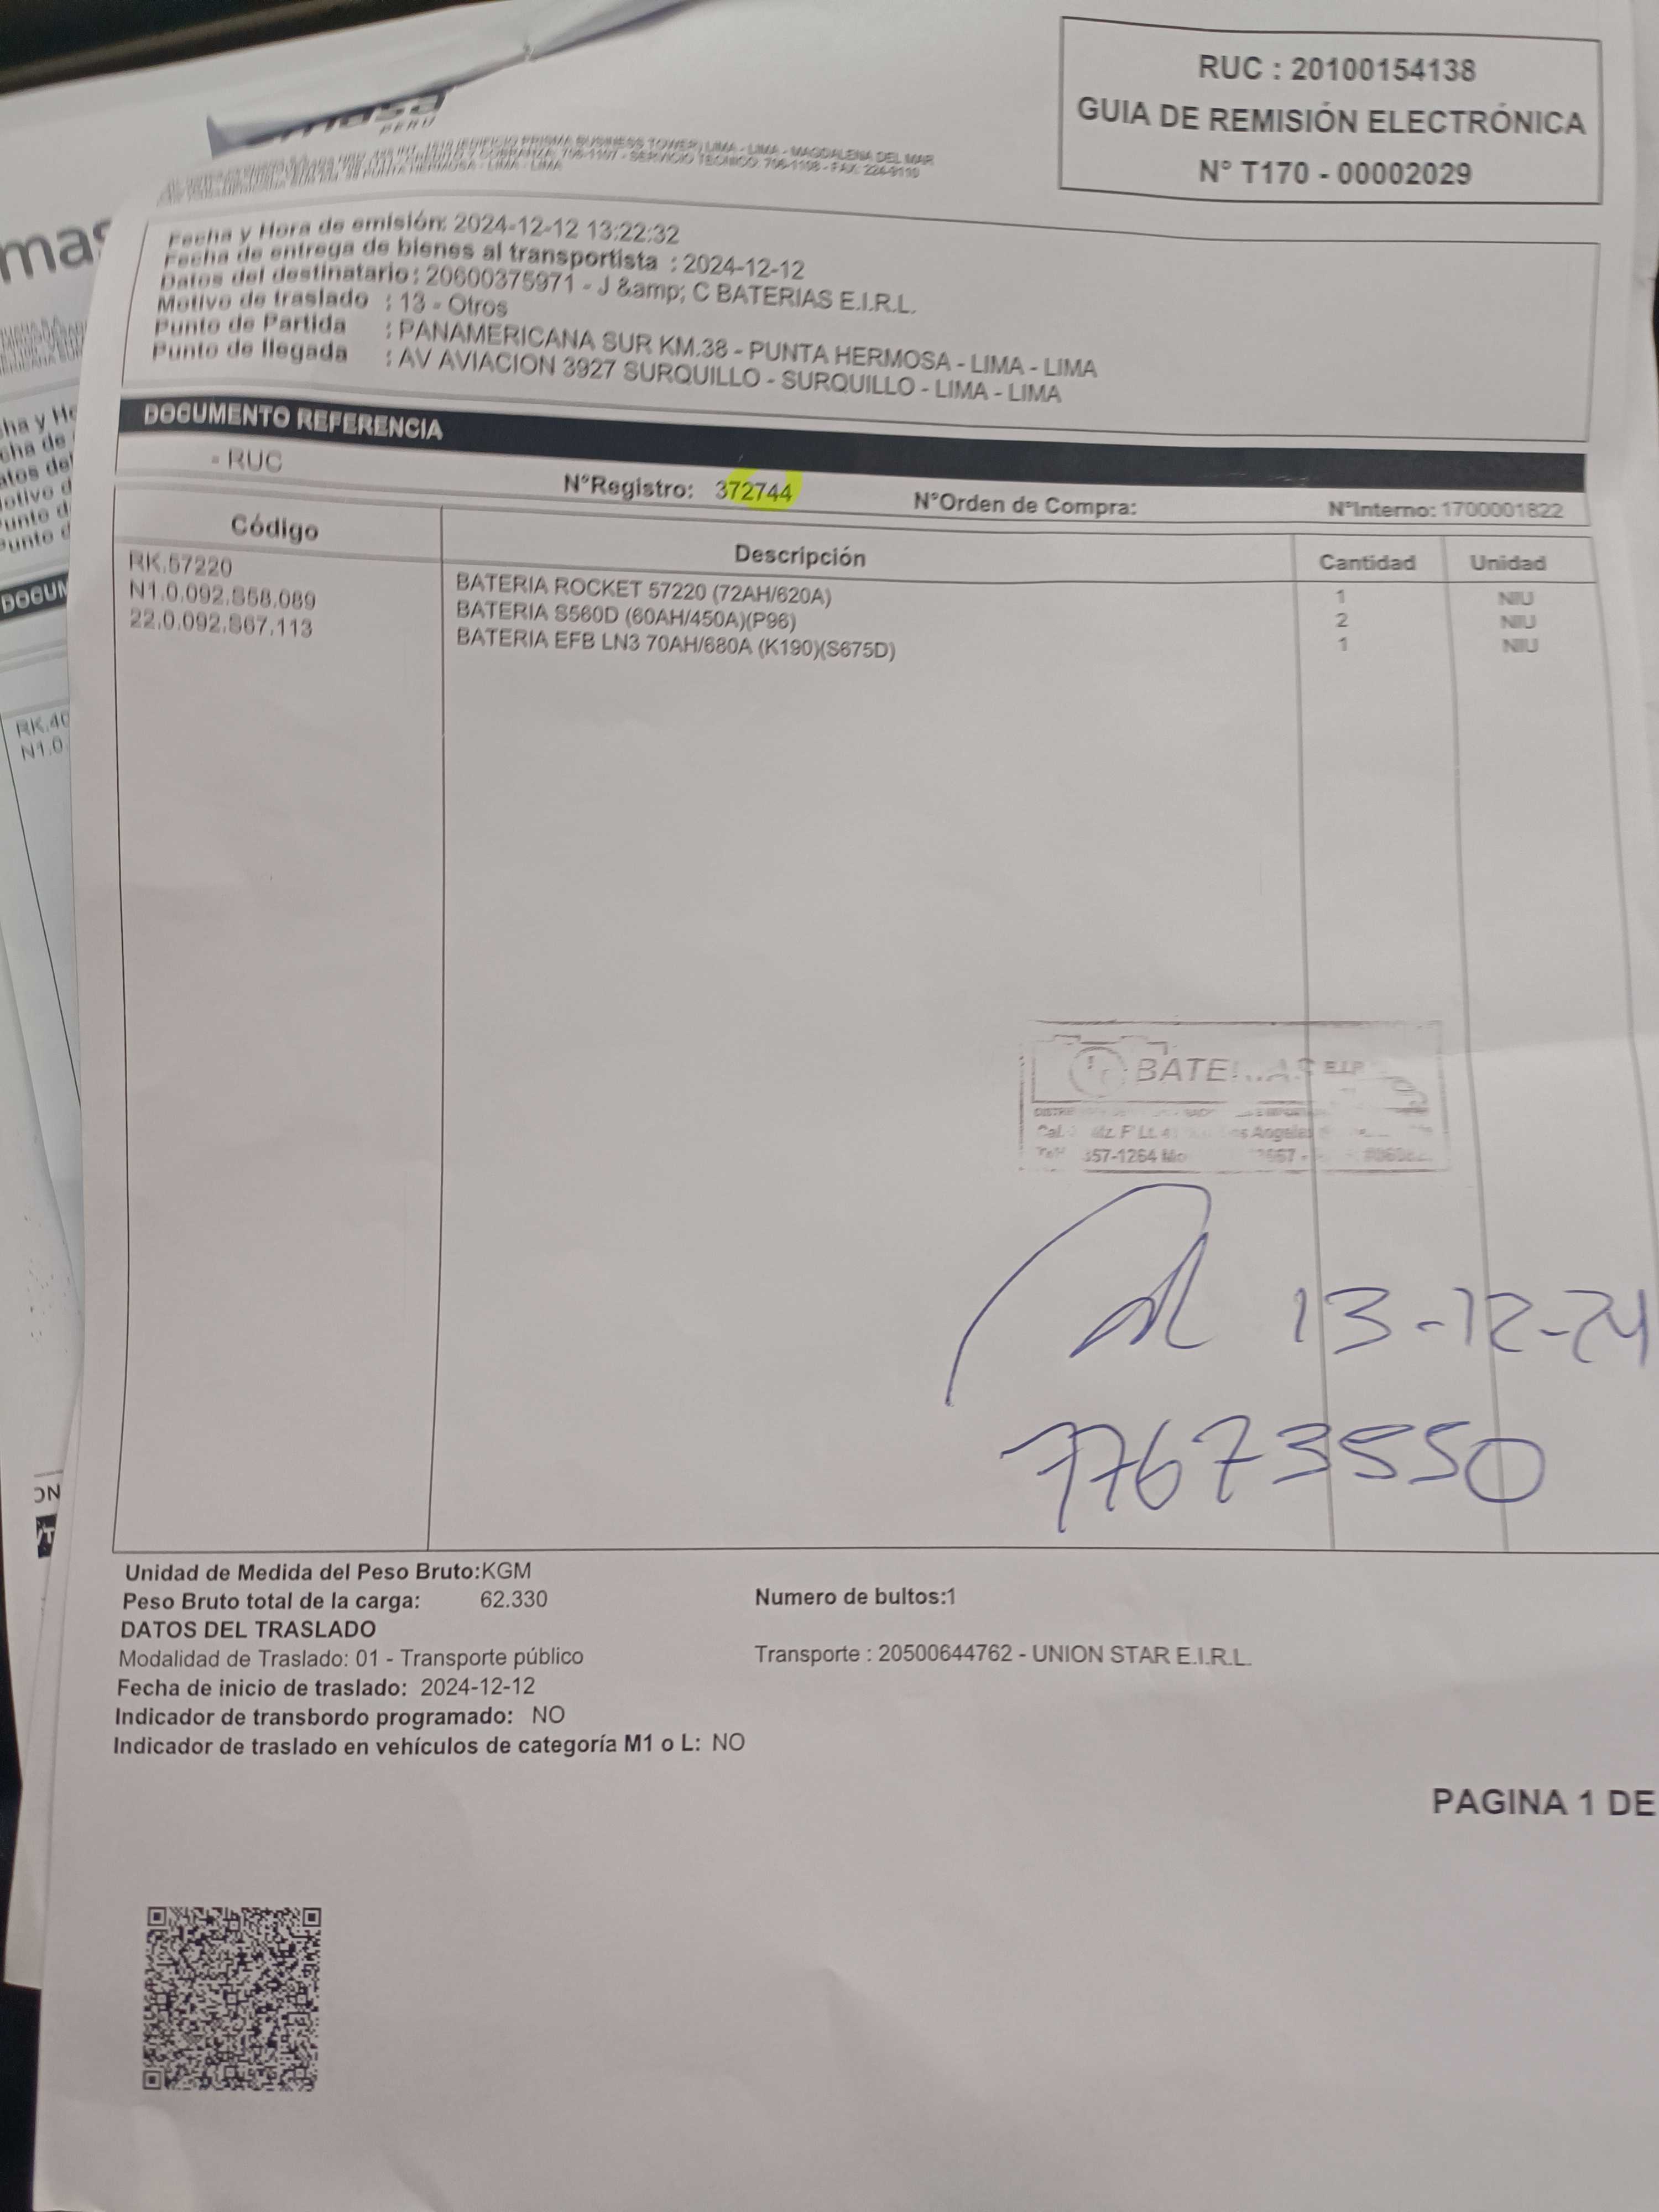 RUC : 20100154138
GUIA DE REMISIÓN ELECTRÓNICA
N° T170 - 00002029
PERU
Fecha y Hora de emisión: 2024-12-12 13:22:32
Fecha de entrega de bienes al transportista : 2024-12-12
Datos del destinatario : 20600375971 - J &amp; C BATERIAS E.I.R.L.
Motivo de traslado : 13 - Otros
Punto de Partida : PANAMERICANA SUR KM.38 - PUNTA HERMOSA - LIMA - LIMA
Punto de llegada : AV AVIACION 3927 SURQUILLO - SURQUILLO - LIMA - LIMA
DOCUMENTO REFERENCIA
- RUC N°Registro: 372744 N°Orden de Compra: N°Interno: 1700001822
Código Descripción Cantidad Unidad
RK.57220 BATERIA ROCKET 57220 (72AH/620A) 1 NIU
N1.0.092.S58.089 BATERIA S560D (60AH/450A)(P96) 2 NIU
22.0.092.S67.113 BATERIA EFB LN3 70AH/680A (K190)(S675D) 1 NIU
13-12-24
77673550
Unidad de Medida del Peso Bruto:KGM
Peso Bruto total de la carga: 62.330 Numero de bultos:1
DATOS DEL TRASLADO
Modalidad de Traslado: 01 - Transporte público Transporte : 20500644762 - UNION STAR E.I.R.L.
Fecha de inicio de traslado: 2024-12-12
Indicador de transbordo programado: NO
Indicador de traslado en vehículos de categoría M1 o L: NO
PAGINA 1 DE